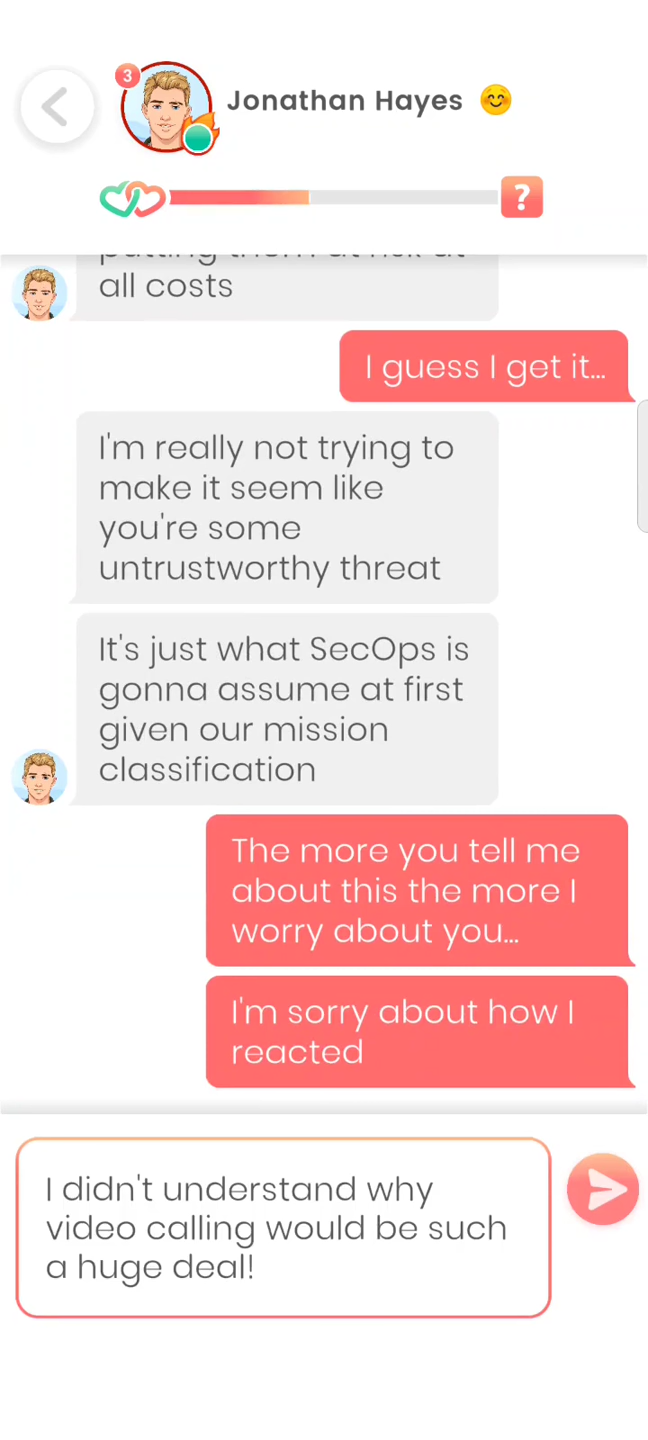 3
Jonathan Hayes
?
all costs
I guess I get it...
I'm really not trying to
make it seem like
you're some
untrustworthy threat
It's just what SecOps is
gonna assume at first
given our mission
classification
The more you tell me
about this the more I
worry about you...
I'm sorry about how I
reacted
I didn't understand why
video calling would be such
a huge deal!